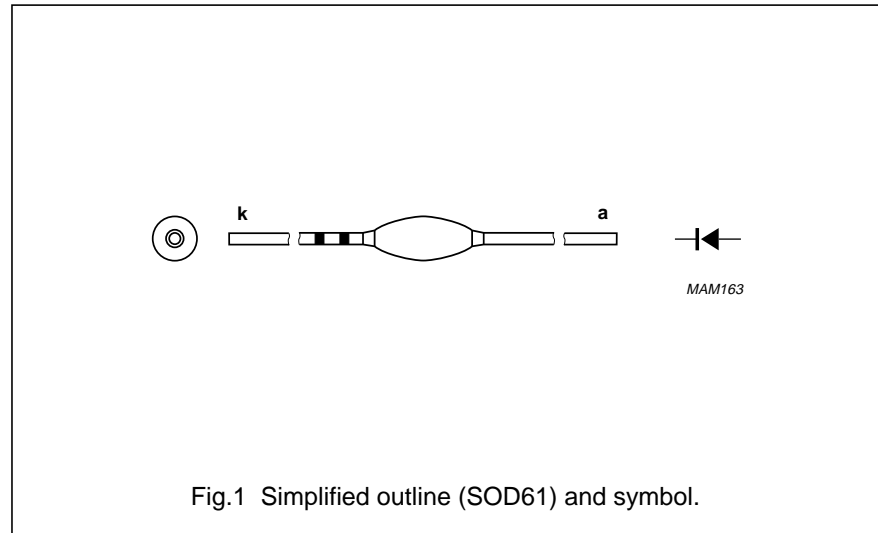 k
a
MAM163
Fig.1 Simplified outline (SOD61) and symbol.